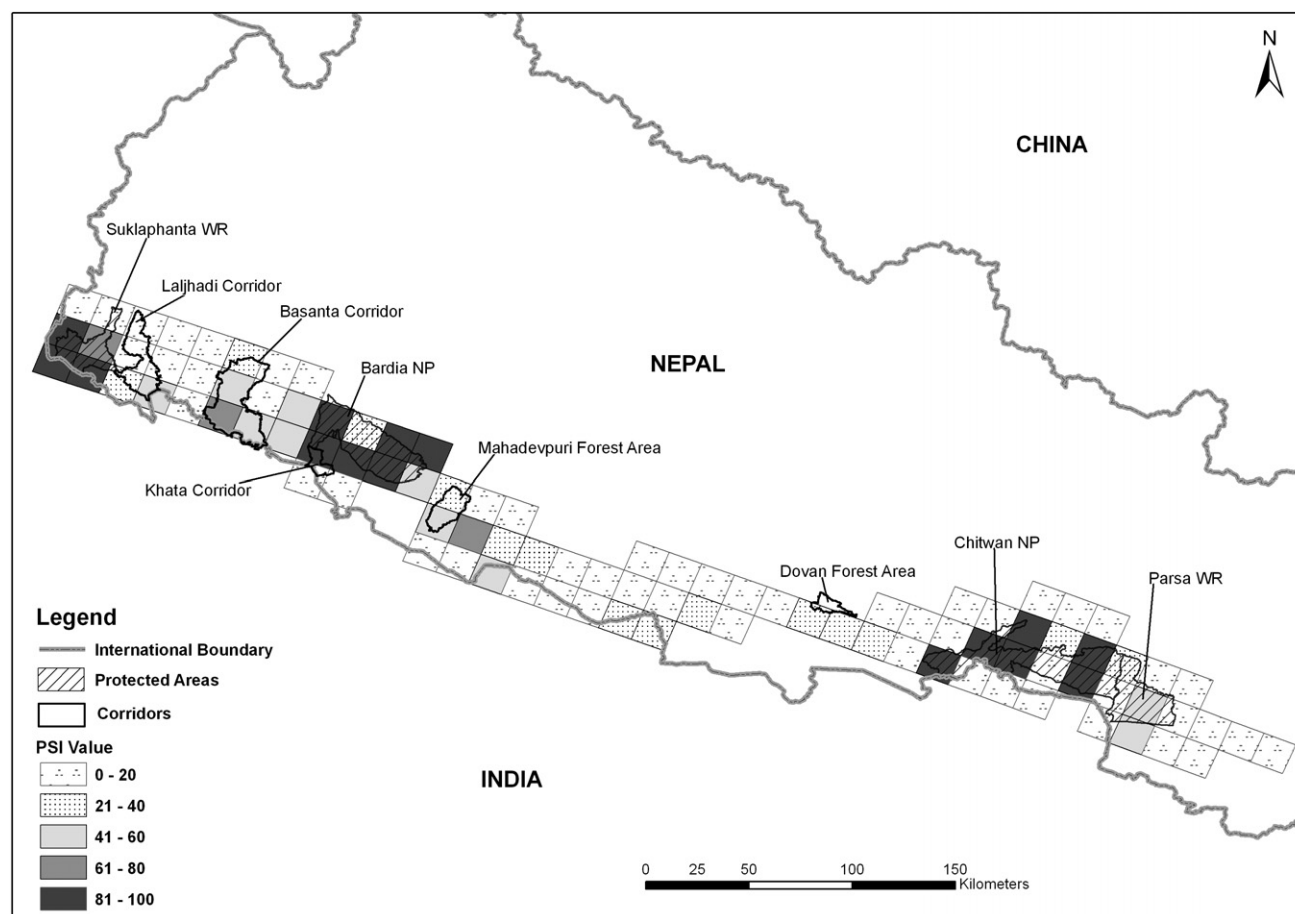 N
CHINA
Suklaphanta WR
Laljhadi Corridor
Basanta Corridor
Bardia NP
NEPAL
Mahadevpuri Forest Area
Khata Corridor
Chitwan NP
Dovan Forest Area
Parsa WR
Legend
International Boundary
Protected Areas
Corridors
PSI Value
0 - 20
21 - 40
41 - 60
61 - 80
81 - 100
INDIA
0 25 50 100 150
Kilometers